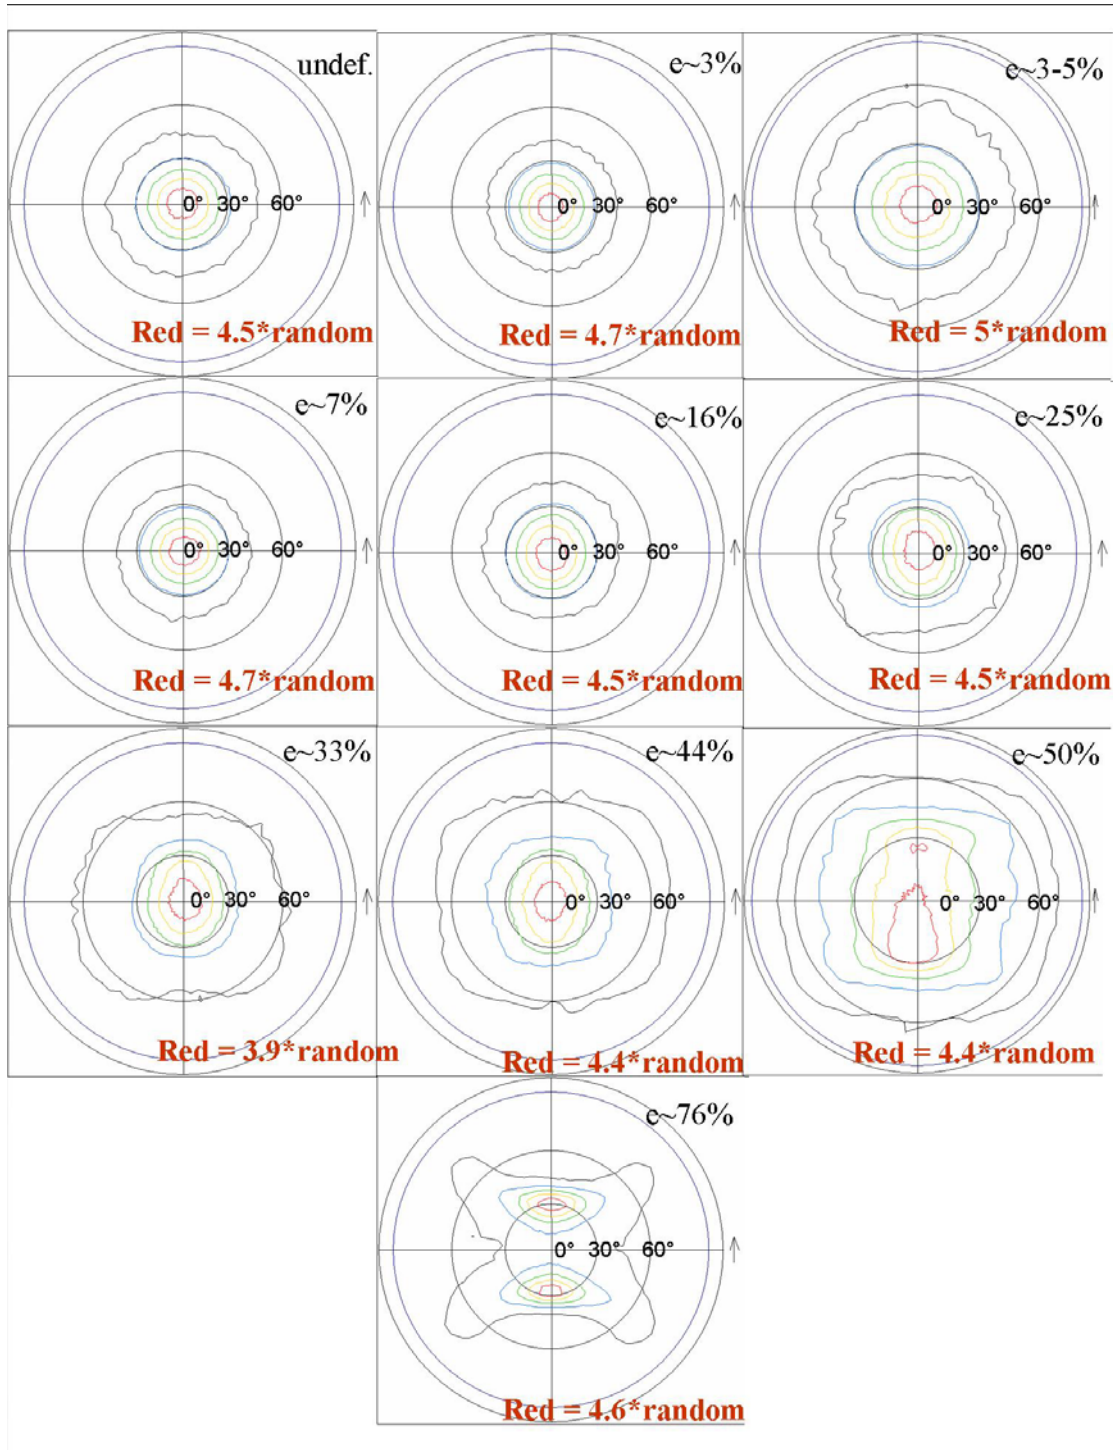 undef.
0° 30° 60°
Red = 4.5*random
e~3%
0° 30° 60°
Red = 4.7*random
e~3-5%
0° 30° 60°
Red = 5*random
e~7%
0° 30° 60°
Red = 4.7*random
e~16%
0° 30° 60°
Red = 4.5*random
e~25%
0° 30° 60°
Red = 4.5*random
e~33%
0° 30° 60°
Red = 3.9*random
e~44%
0° 30° 60°
Red = 4.4*random
e~50%
0° 30° 60°
Red = 4.4*random
e~76%
0° 30° 60°
Red = 4.6*random